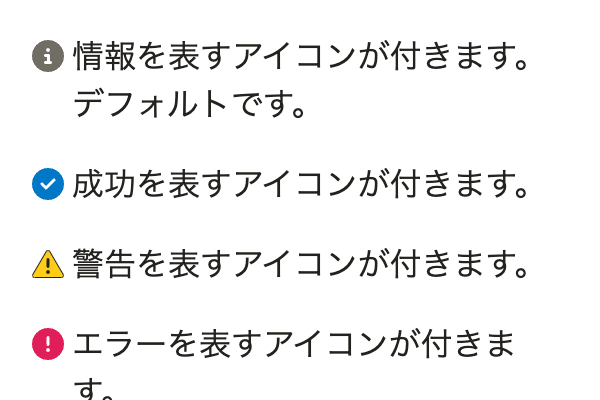 情報を表すアイコンが付きます。
デフォルトです。
成功を表すアイコンが付きます。
警告を表すアイコンが付きます。
エラーを表すアイコンが付きま
す。